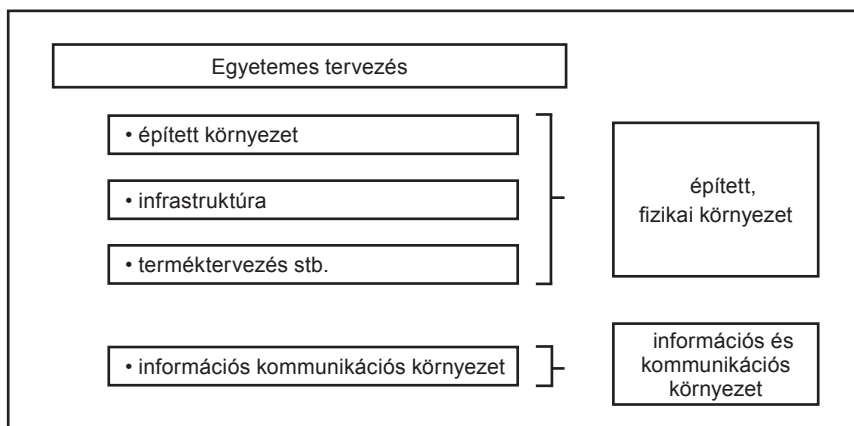 Egyetemes tervezés
• épített környezet
• infrastruktúra
• terméktervezés stb.
épített,
fizikai környezet
• információs kommunikációs környezet
információs és
kommunikációs
környezet